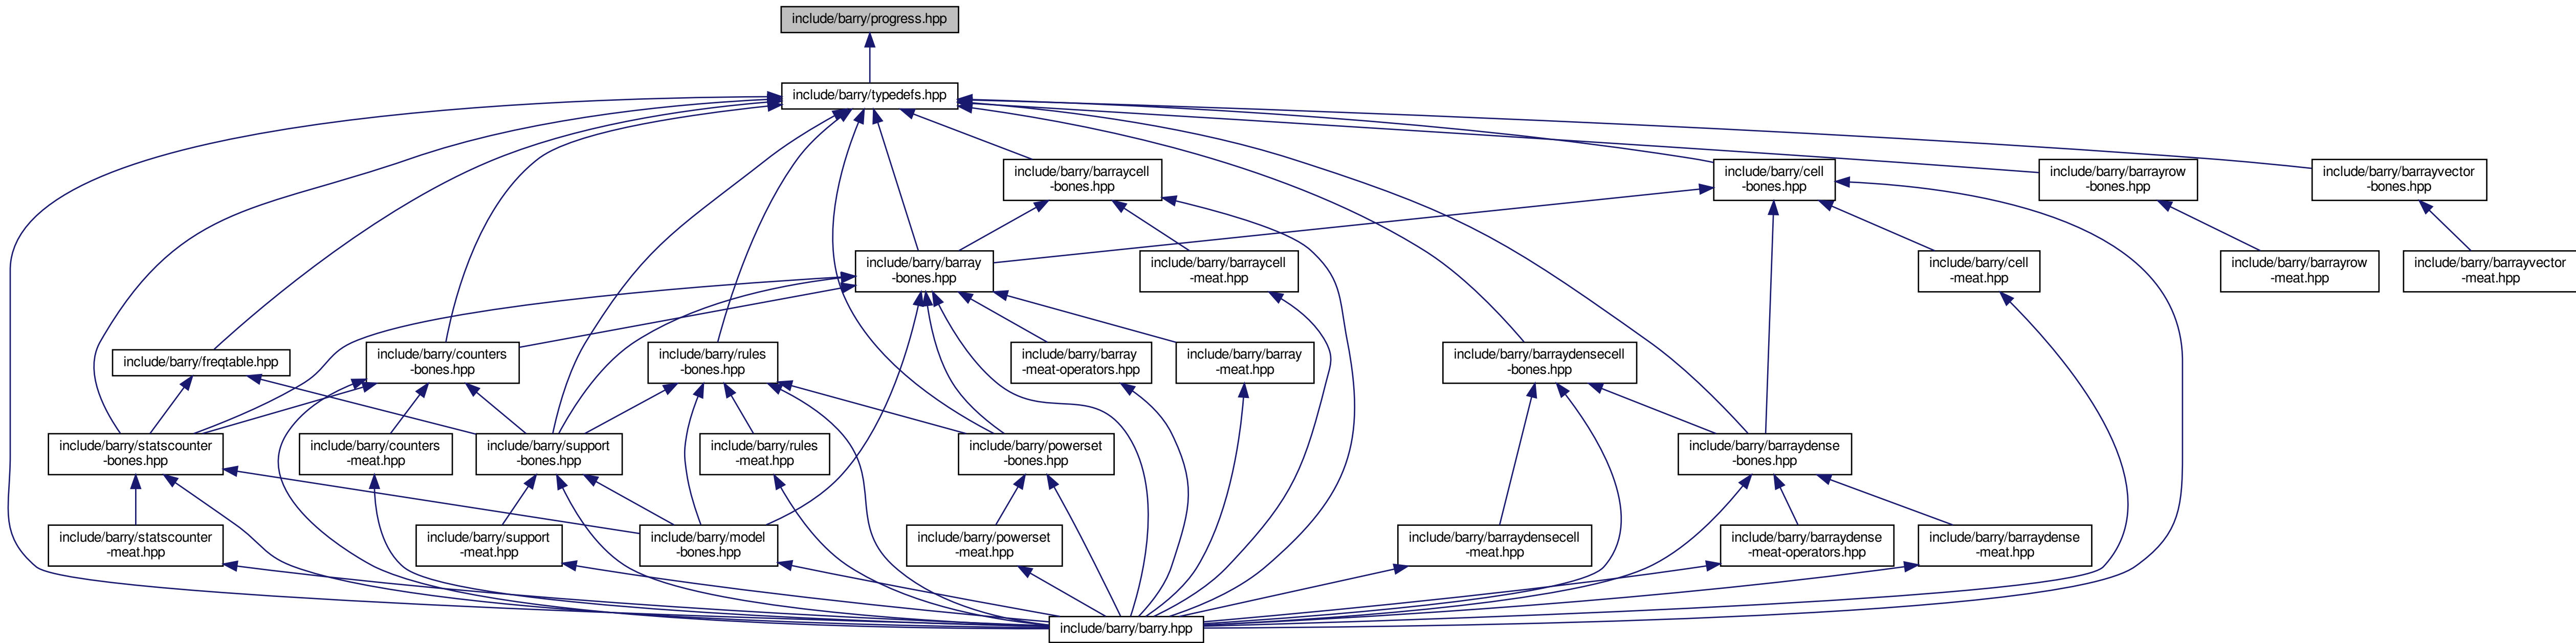 include/barry/progress.hpp
include/barry/typedefs.hpp
include/barry/barraycell
-bones.hpp
include/barry/cell
-bones.hpp
include/barry/barrayrow
-bones.hpp
include/barry/barrayvector
-bones.hpp
include/barry/barray
-bones.hpp
include/barry/barraycell
-meat.hpp
include/barry/cell
-meat.hpp
include/barry/barrayrow
-meat.hpp
include/barry/barrayvector
-meat.hpp
include/barry/freqtable.hpp
include/barry/counters
-bones.hpp
include/barry/rules
-bones.hpp
include/barry/barray
-meat-operators.hpp
include/barry/barray
-meat.hpp
include/barry/barraydensecell
-bones.hpp
include/barry/statscounter
-bones.hpp
include/barry/counters
-meat.hpp
include/barry/support
-bones.hpp
include/barry/rules
-meat.hpp
include/barry/powerset
-bones.hpp
include/barry/barraydense
-bones.hpp
include/barry/statscounter
-meat.hpp
include/barry/support
-meat.hpp
include/barry/model
-bones.hpp
include/barry/powerset
-meat.hpp
include/barry/barraydensecell
-meat.hpp
include/barry/barraydense
-meat-operators.hpp
include/barry/barraydense
-meat.hpp
include/barry/barry.hpp